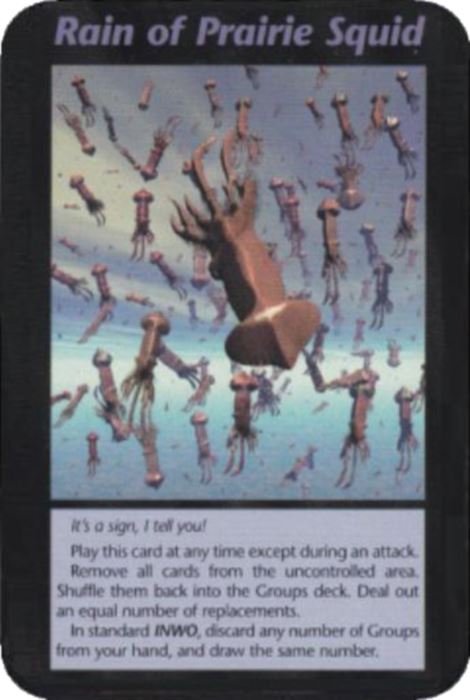 Rain of Prairie Squid
It's a sign, I tell you!
Play this card at any time except during an attack.
Remove all cards from the uncontrolled area.
Shuffle them back into the Groups deck. Deal out
an equal number of replacements.
In standard INWO, discard any number of Groups
from your hand, and draw the same number.